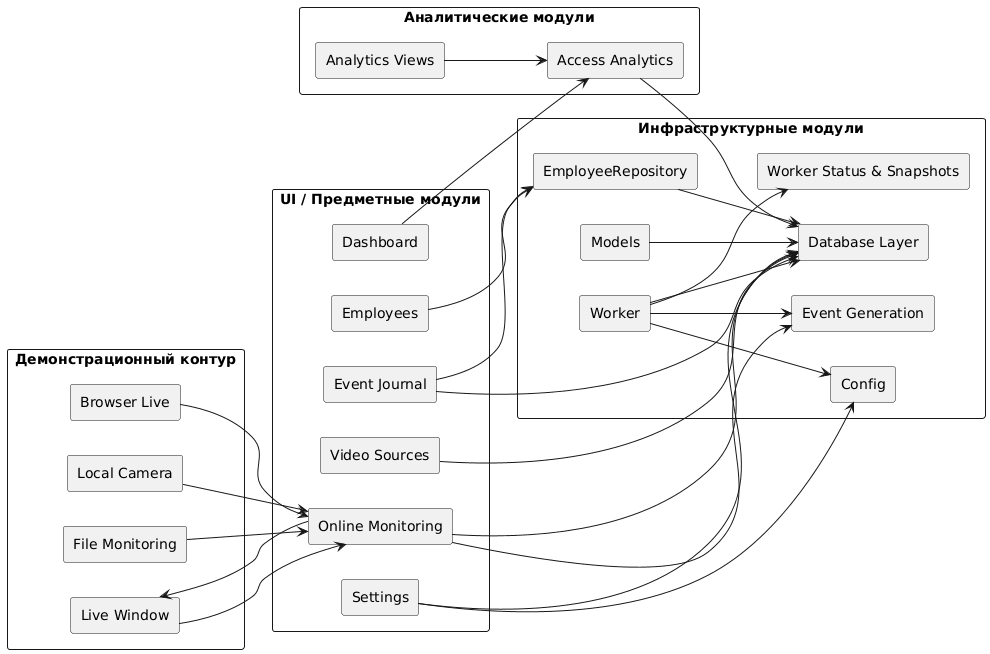 Аналитические модули
Analytics Views
Access Analytics
Инфраструктурные модули
EmployeeRepository
Worker Status & Snapshots
Models
Database Layer
Worker
Event Generation
Config
UI / Предметные модули
Dashboard
Employees
Event Journal
Video Sources
Online Monitoring
Settings
Демонстрационный контур
Browser Live
Local Camera
File Monitoring
Live Window